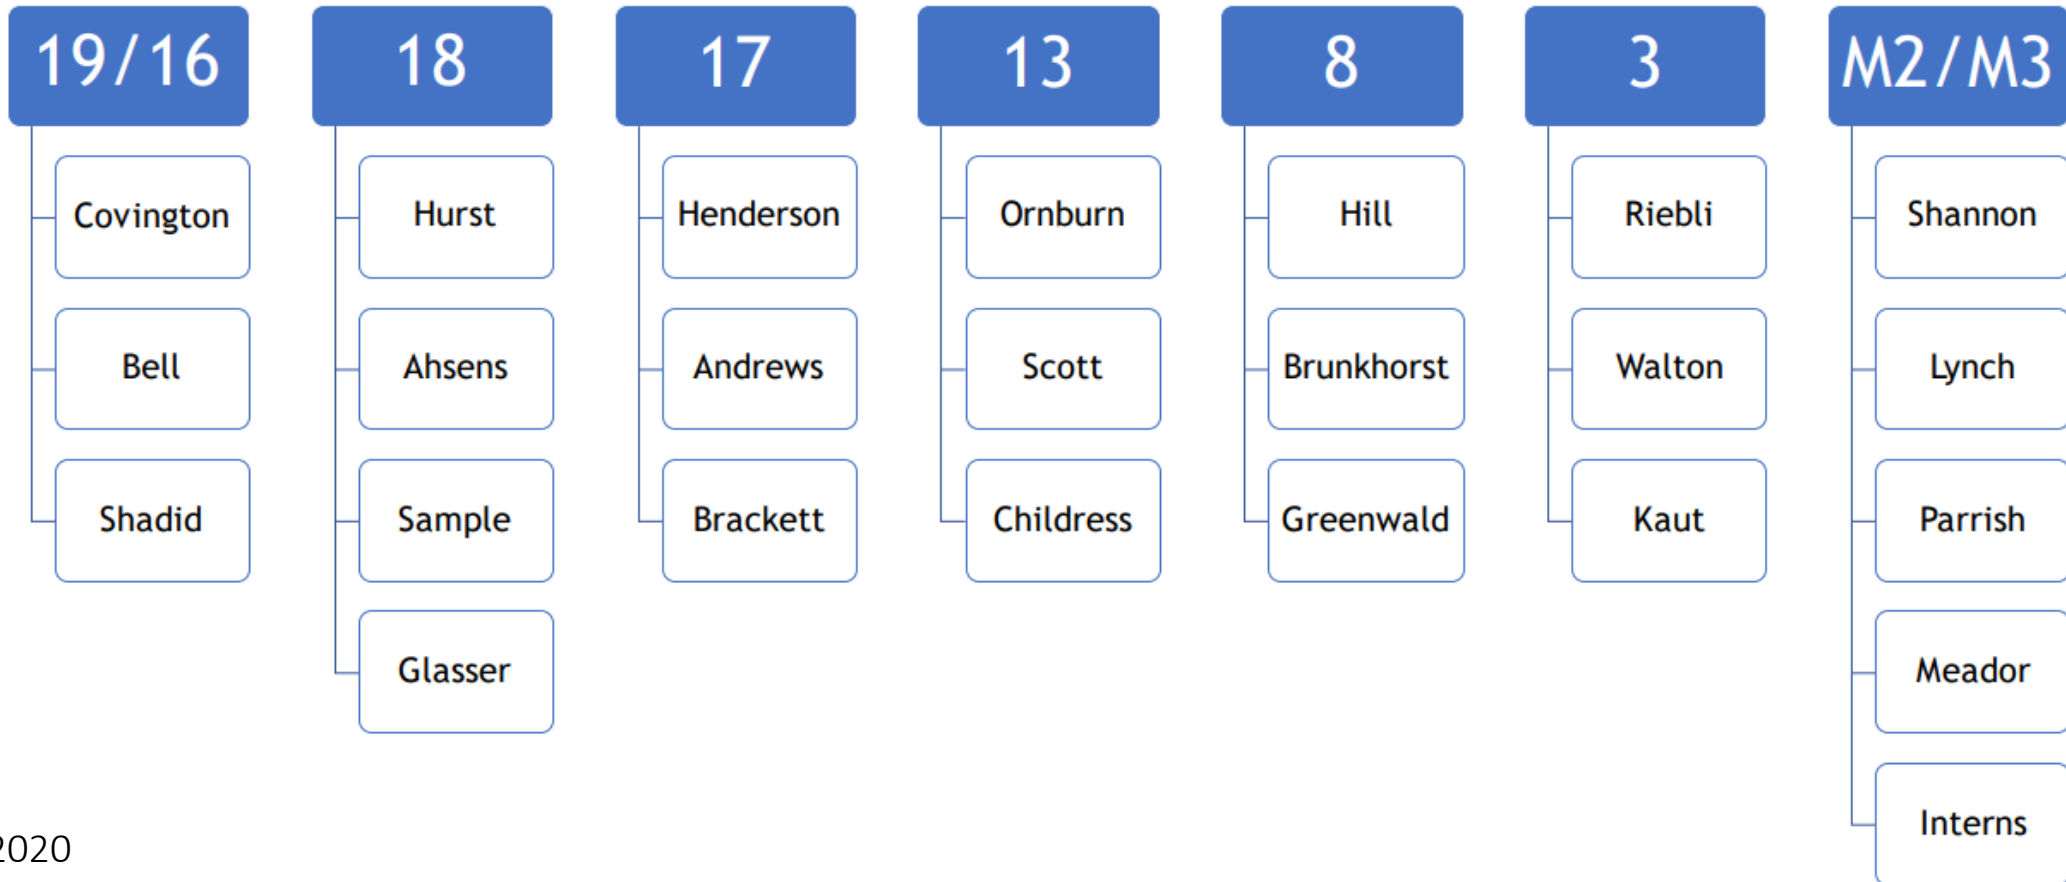 19/16
18
17
13
8
3
M2/M3
Covington
Hurst
Henderson
Ornburn
Hill
Riebli
Shannon
Bell
Ahsens
Andrews
Scott
Brunkhorst
Walton
Lynch
Shadid
Sample
Brackett
Childress
Greenwald
Kaut
Parrish
Glasser
Meador
Interns
2020